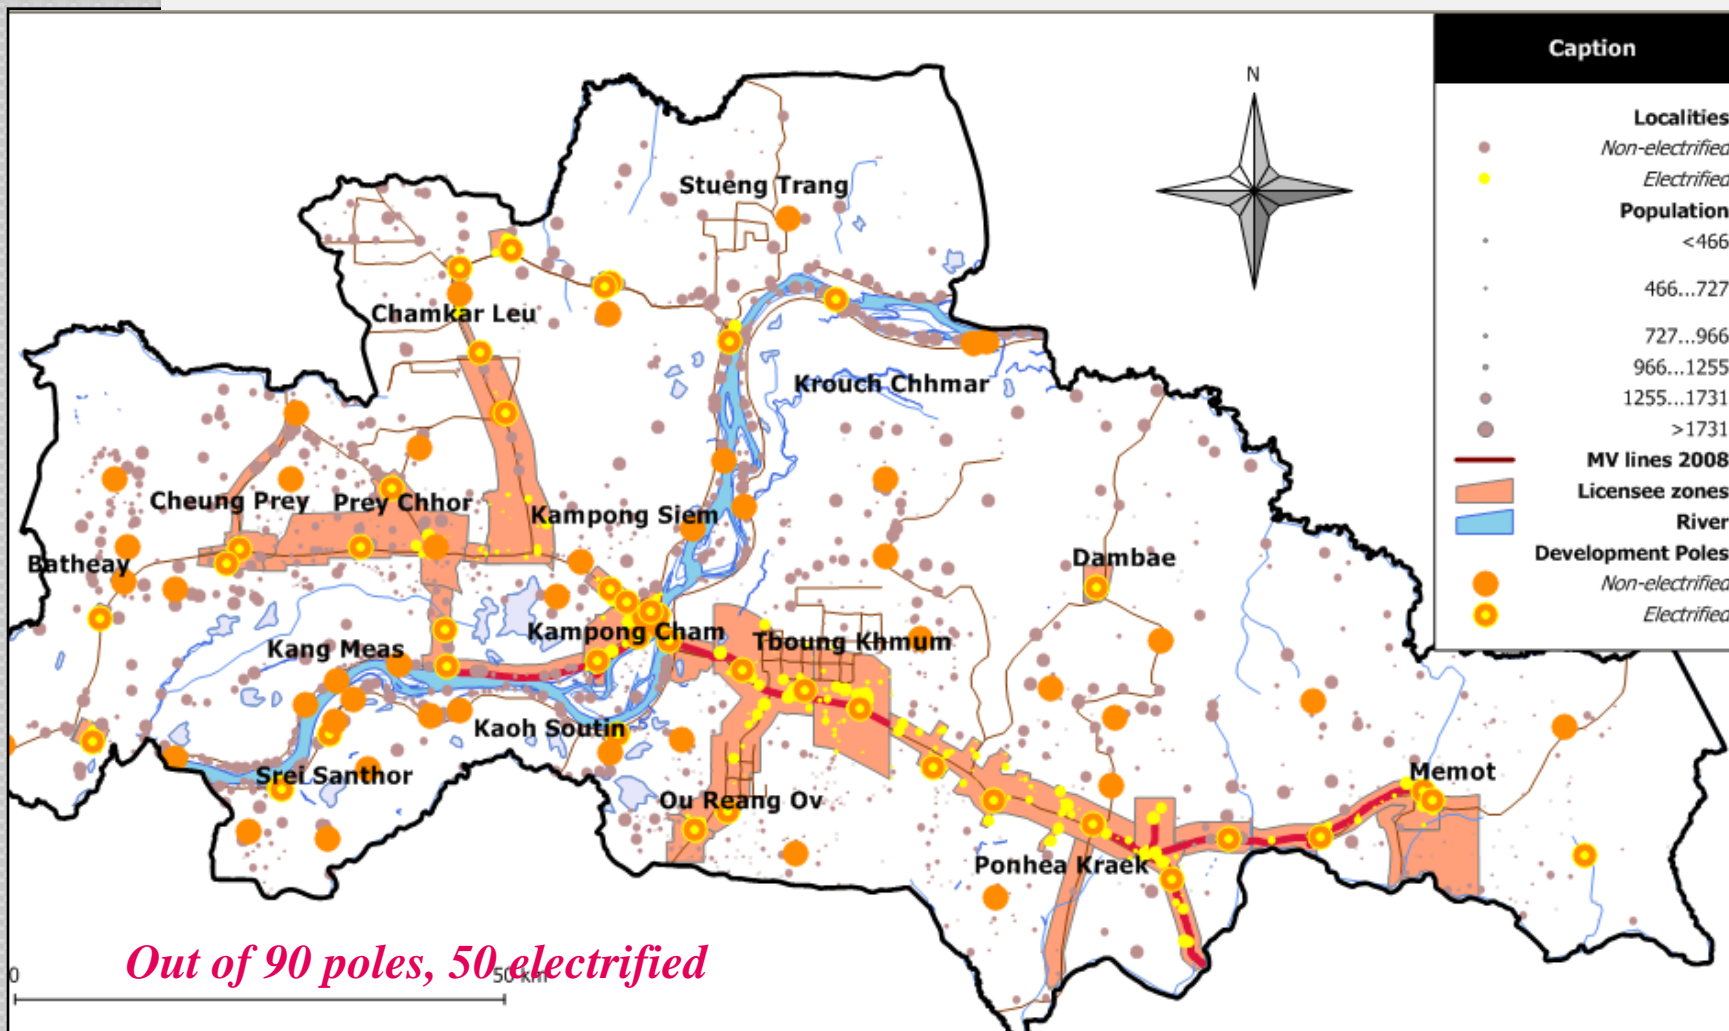 Caption
N
Localities
Non-electrified
Electrified
Population
<466
466...727
727...966
966...1255
1255...1731
>1731
MV lines 2008
Licensee zones
River
Development Poles
Non-electrified
Electrified
Stueng Trang
Chamkar Leu
Krouch Chhmar
Cheung Prey
Prey Chhor
Kampong Siem
Batheay
Dambae
Kampong Cham
Tboung Khmum
Kang Meas
Kaoh Soutin
Srei Santhor
Memot
Ou Reang Ov
Ponhea Kraek
Out of 90 poles, 50 electrified
0
50 km